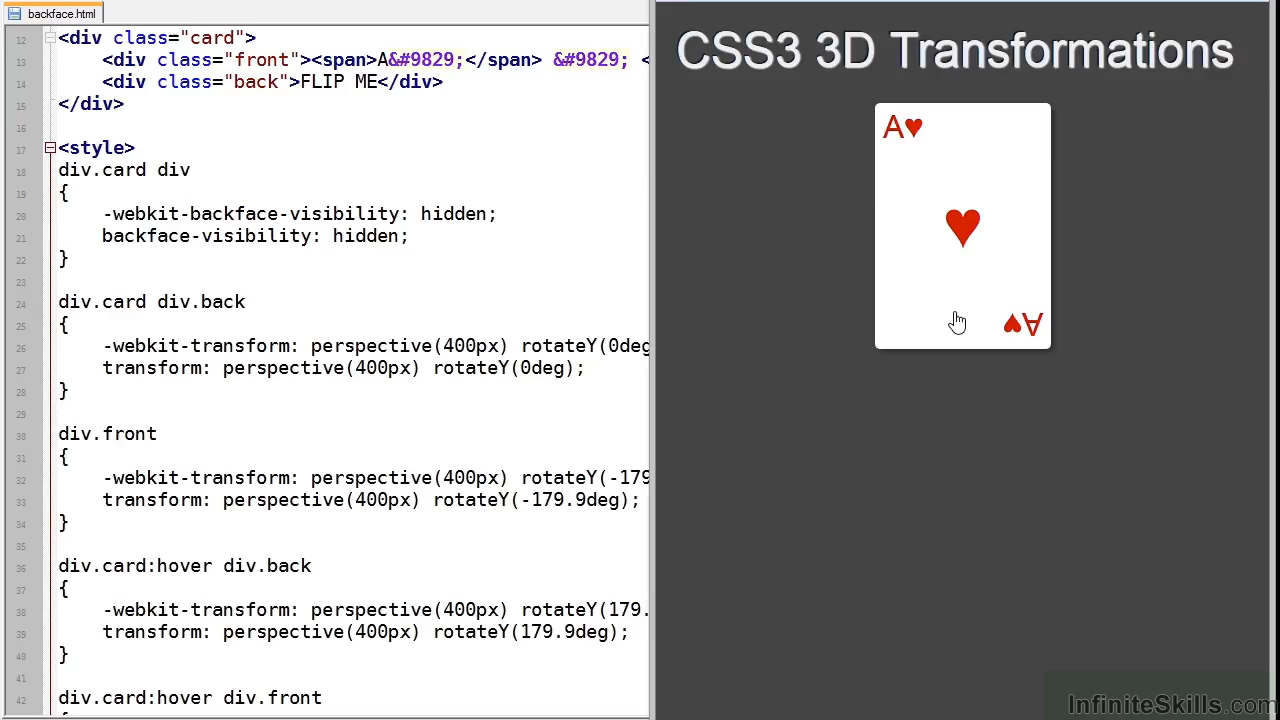 backface.html
12 <div class="card">
13 <div class="front"><span>A&#9829;</span> &#9829; <
14 <div class="back">FLIP ME</div>
15 </div>
16
17 <style>
18 div.card div
19 {
20 -webkit-backface-visibility: hidden;
21 backface-visibility: hidden;
22 }
23
24 div.card div.back
25 {
26 -webkit-transform: perspective(400px) rotateY(0deg
27 transform: perspective(400px) rotateY(0deg);
28 }
29
30 div.front
31 {
32 -webkit-transform: perspective(400px) rotateY(-179
33 transform: perspective(400px) rotateY(-179.9deg);
34 }
35
36 div.card:hover div.back
37 {
38 -webkit-transform: perspective(400px) rotateY(179.
39 transform: perspective(400px) rotateY(179.9deg);
40 }
41
42 div.card:hover div.front
CSS3 3D Transformations
A♥
♥
A♥
InfiniteSkills.com